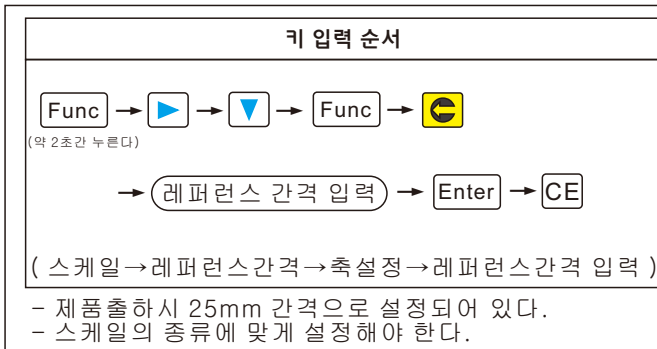 키 입력 순서
Func → ▶ → ▼ → Func →
(약 2초간 누른다)
→ 레퍼런스 간격 입력 → Enter → CE
( 스케일→레퍼런스간격→축설정→레퍼런스간격 입력 )
- 제품출하시 25mm 간격으로 설정되어 있다.
- 스케일의 종류에 맞게 설정해야 한다.